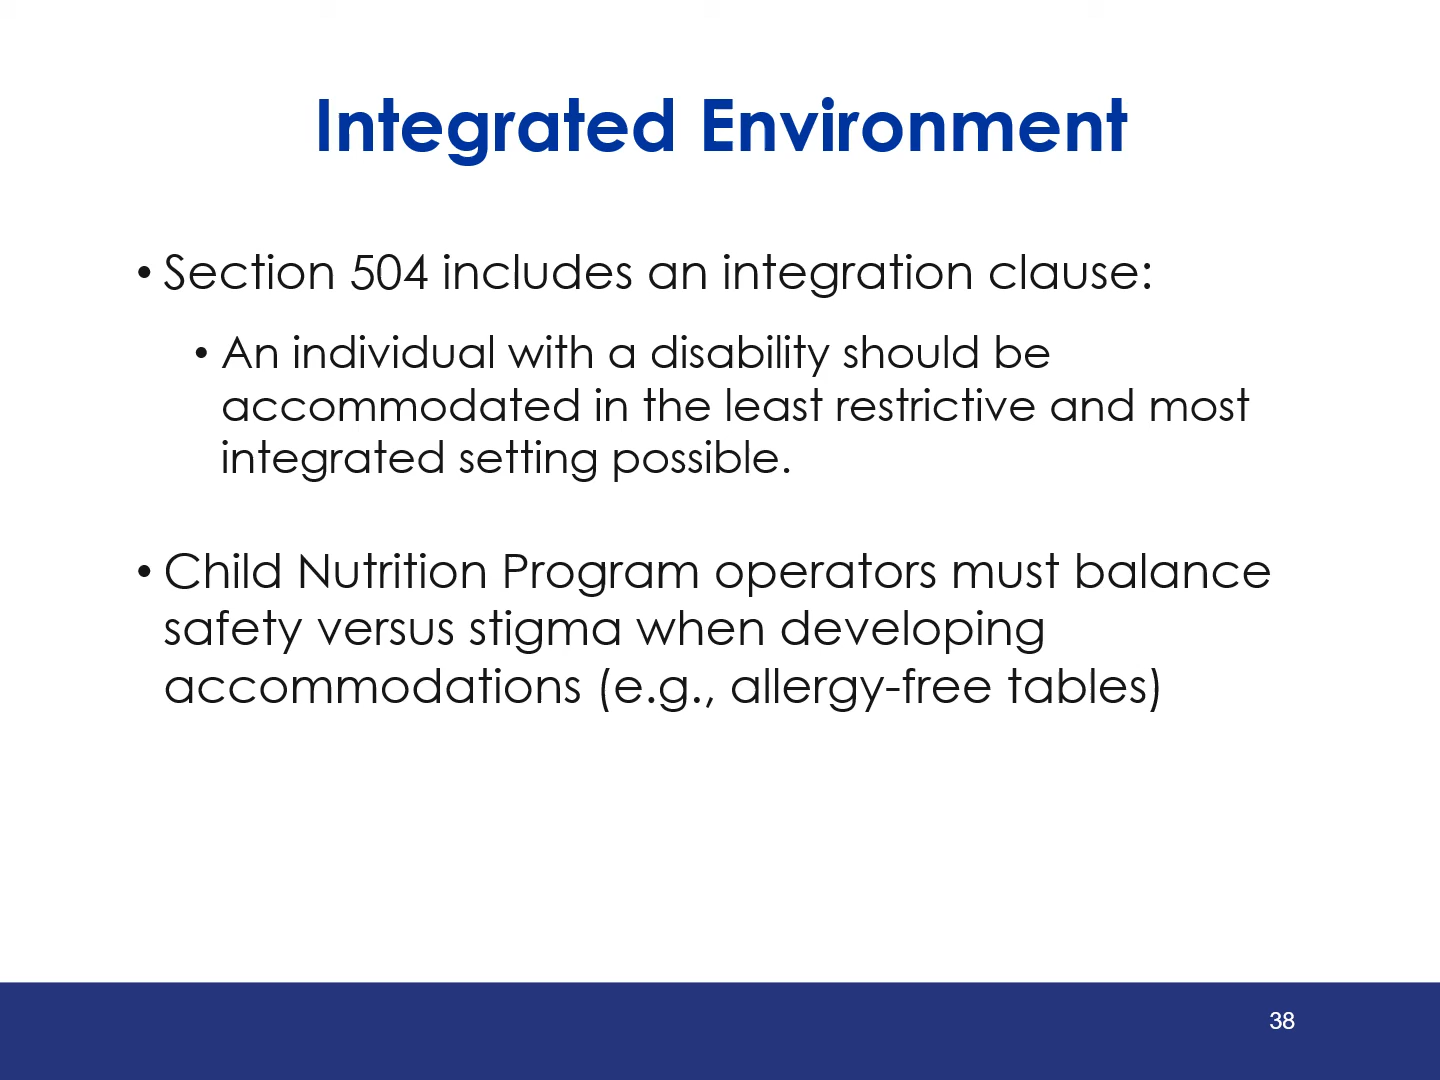 Integrated Environment
• Section 504 includes an integration clause:
• An individual with a disability should be
accommodated in the least restrictive and most
integrated setting possible.
• Child Nutrition Program operators must balance
safety versus stigma when developing
accommodations (e.g., allergy-free tables)
38